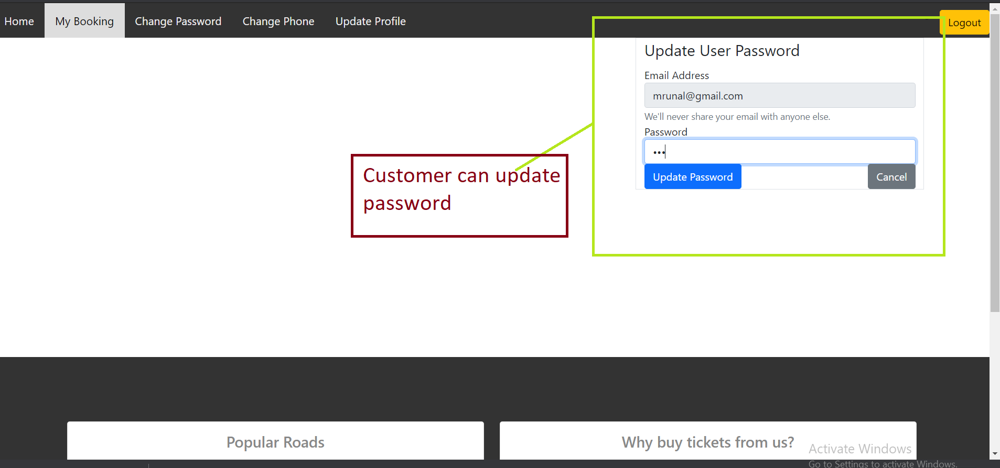 Home My Booking Change Password Change Phone Update Profile Logout
Update User Password
Email Address
mrunal@gmail.com
We'll never share your email with anyone else.
Password
•••
Update Password Cancel
Customer can update
password
Popular Roads
Why buy tickets from us?
Activate Windows
Go to Settings to activate Windows.